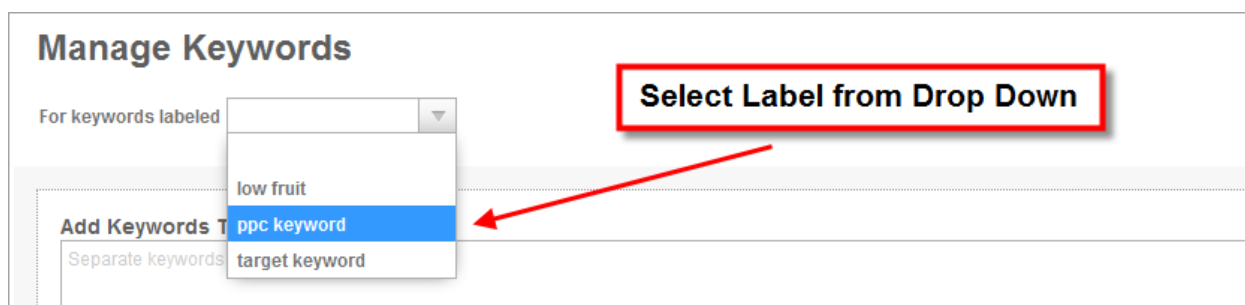 Manage Keywords
Select Label from Drop Down
For keywords labeled
low fruit
ppc keyword
target keyword
Add Keywords
Separate keywords